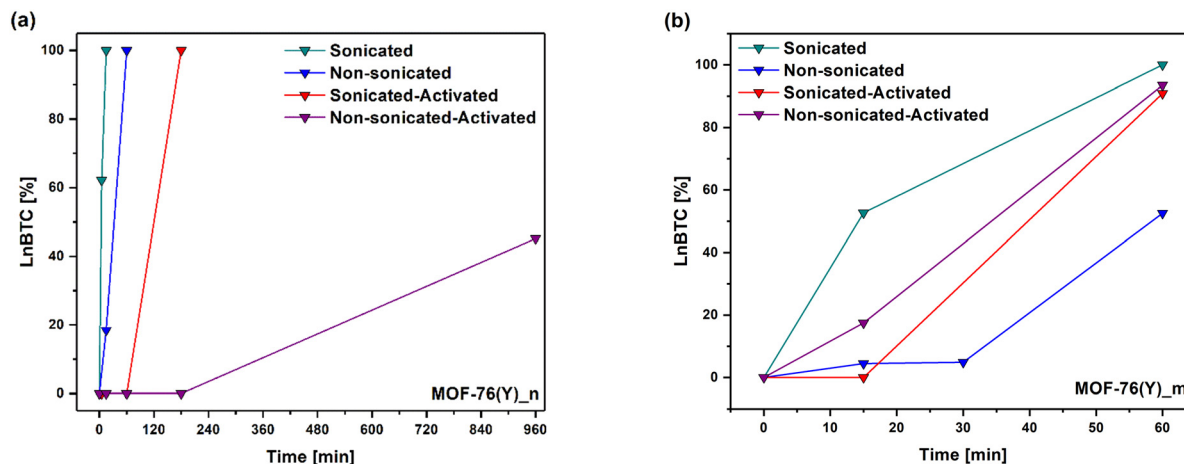 (a)
LnBTC [%]
100
80
60
40
20
0
Sonicated
Non-sonicated
Sonicated-Activated
Non-sonicated-Activated
MOF-76(Y)_n
0 120 240 360 480 600 720 840 960
Time [min]
(b)
LnBTC [%]
100
80
60
40
20
0
Sonicated
Non-sonicated
Sonicated-Activated
Non-sonicated-Activated
MOF-76(Y)_m
0 10 20 30 40 50 60
Time [min]